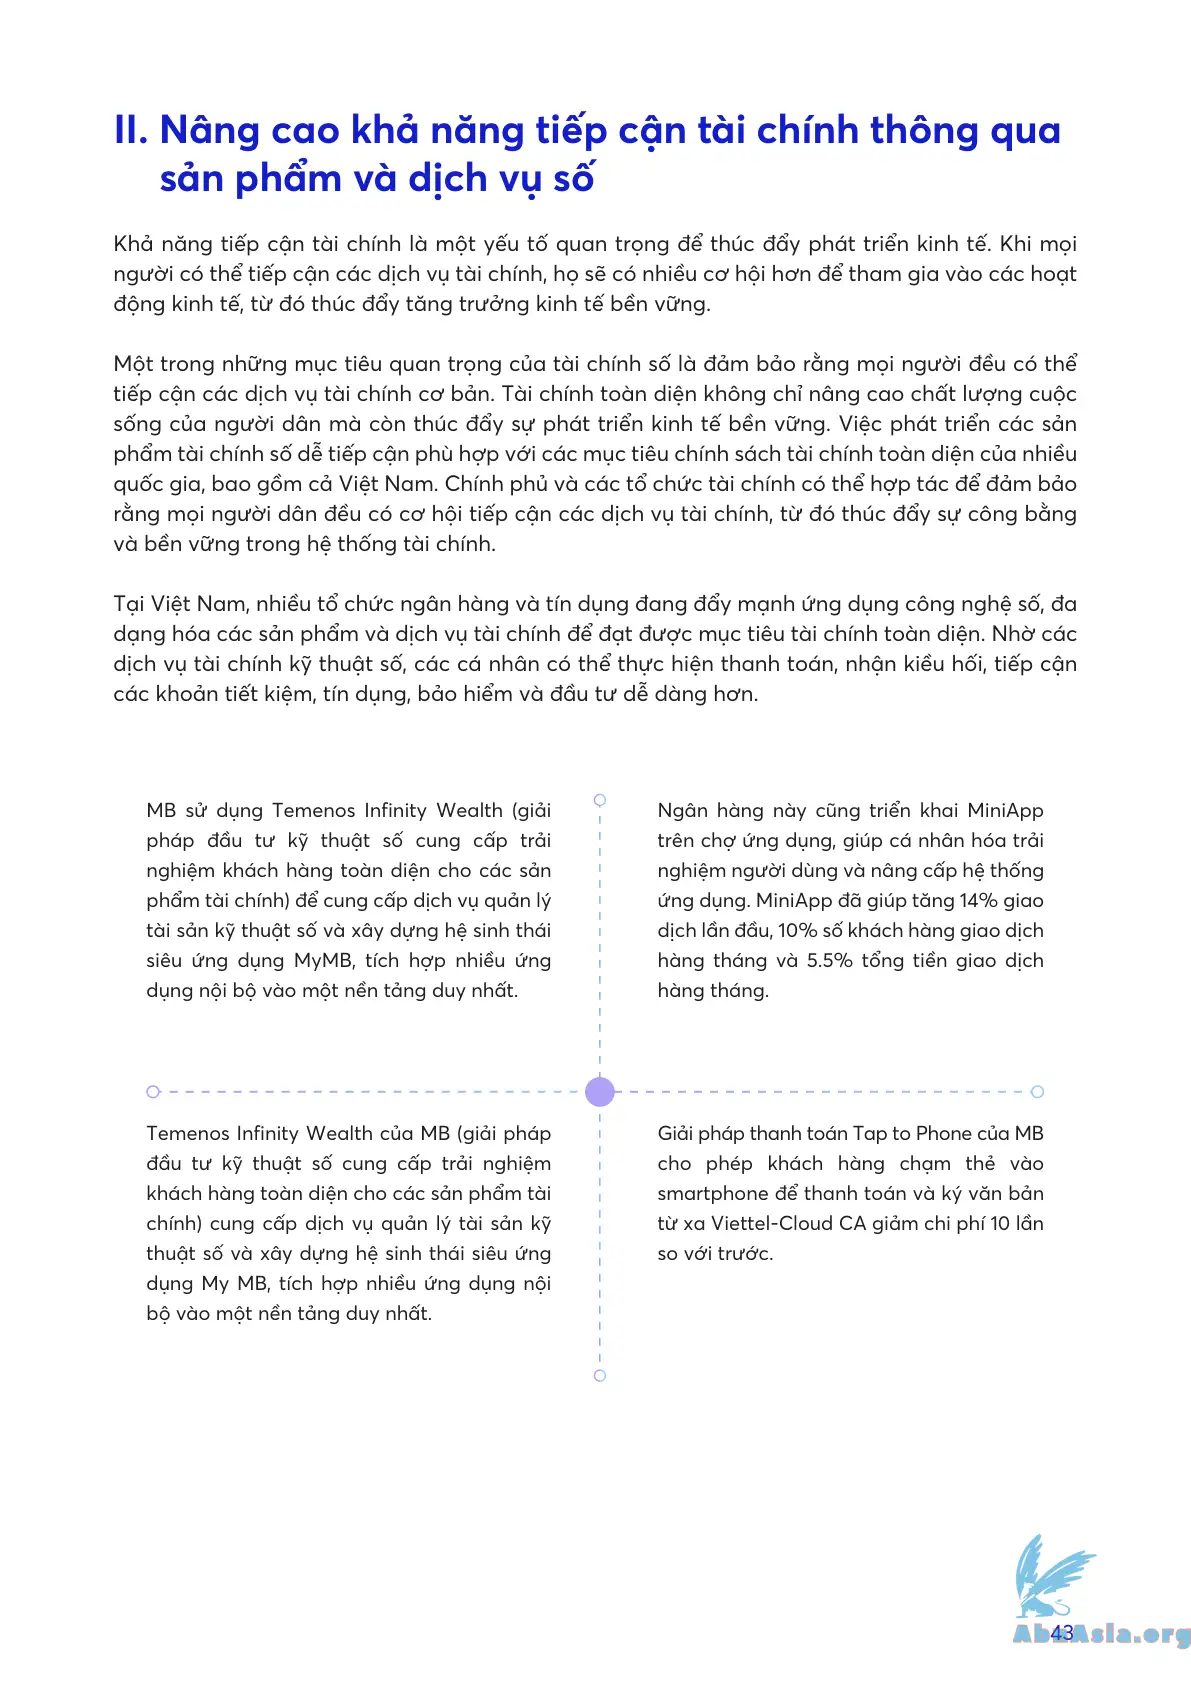 II. Nâng cao khả năng tiếp cận tài chính thông qua
sản phẩm và dịch vụ số
Khả năng tiếp cận tài chính là một yếu tố quan trọng để thúc đẩy phát triển kinh tế. Khi mọi
người có thể tiếp cận các dịch vụ tài chính, họ sẽ có nhiều cơ hội hơn để tham gia vào các hoạt
động kinh tế, từ đó thúc đẩy tăng trưởng kinh tế bền vững.
Một trong những mục tiêu quan trọng của tài chính số là đảm bảo rằng mọi người đều có thể
tiếp cận các dịch vụ tài chính cơ bản. Tài chính toàn diện không chỉ nâng cao chất lượng cuộc
sống của người dân mà còn thúc đẩy sự phát triển kinh tế bền vững. Việc phát triển các sản
phẩm tài chính số dễ tiếp cận phù hợp với các mục tiêu chính sách tài chính toàn diện của nhiều
quốc gia, bao gồm cả Việt Nam. Chính phủ và các tổ chức tài chính có thể hợp tác để đảm bảo
rằng mọi người dân đều có cơ hội tiếp cận các dịch vụ tài chính, từ đó thúc đẩy sự công bằng
và bền vững trong hệ thống tài chính.
Tại Việt Nam, nhiều tổ chức ngân hàng và tín dụng đang đẩy mạnh ứng dụng công nghệ số, đa
dạng hóa các sản phẩm và dịch vụ tài chính để đạt được mục tiêu tài chính toàn diện. Nhờ các
dịch vụ tài chính kỹ thuật số, các cá nhân có thể thực hiện thanh toán, nhận kiều hối, tiếp cận
các khoản tiết kiệm, tín dụng, bảo hiểm và đầu tư dễ dàng hơn.
MB sử dụng Temenos Infinity Wealth (giải
pháp đầu tư kỹ thuật số cung cấp trải
nghiệm khách hàng toàn diện cho các sản
phẩm tài chính) để cung cấp dịch vụ quản lý
tài sản kỹ thuật số và xây dựng hệ sinh thái
siêu ứng dụng MyMB, tích hợp nhiều ứng
dụng nội bộ vào một nền tảng duy nhất.
Ngân hàng này cũng triển khai MiniApp
trên chợ ứng dụng, giúp cá nhân hóa trải
nghiệm người dùng và nâng cấp hệ thống
ứng dụng. MiniApp đã giúp tăng 14% giao
dịch lần đầu, 10% số khách hàng giao dịch
hàng tháng và 5.5% tổng tiền giao dịch
hàng tháng.
Temenos Infinity Wealth của MB (giải pháp
đầu tư kỹ thuật số cung cấp trải nghiệm
khách hàng toàn diện cho các sản phẩm tài
chính) cung cấp dịch vụ quản lý tài sản kỹ
thuật số và xây dựng hệ sinh thái siêu ứng
dụng My MB, tích hợp nhiều ứng dụng nội
bộ vào một nền tảng duy nhất.
Giải pháp thanh toán Tap to Phone của MB
cho phép khách hàng chạm thẻ vào
smartphone để thanh toán và ký văn bản
từ xa Viettel-Cloud CA giảm chi phí 10 lần
so với trước.
43